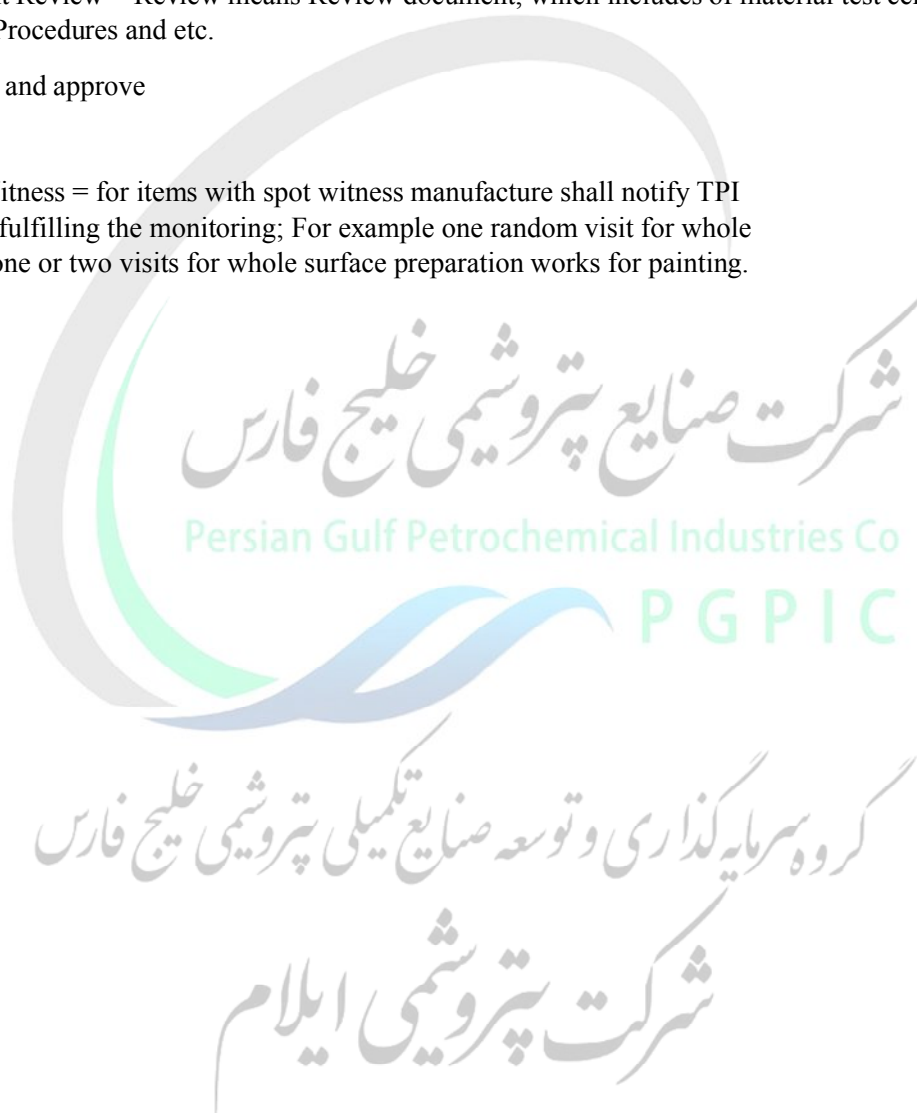 t Review = Review means Review document, which includes of material test cer
Procedures and etc.
and approve
itness = for items with spot witness manufacture shall notify TPI
fulfilling the monitoring; For example one random visit for whole
one or two visits for whole surface preparation works for painting.
شرکت صنایع پتروشیمی خلیج فارس
Persian Gulf Petrochemical Industries Co
PGPIC
گروه سرمایه گذاری و توسعه صنایع تکمیلی پتروشیمی خلیج فارس
شرکت پتروشیمی ایلام